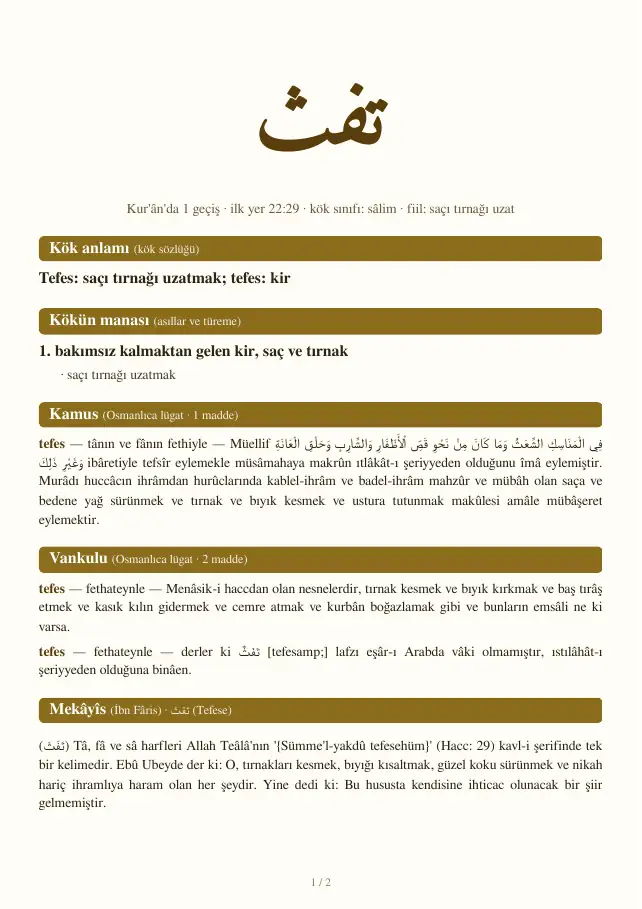 تفث
Kur'ân'da 1 geçiş · ilk yer 22:29 · kök sınıfı: sâlim · fiil: saçı tırnağı uzat
Kök anlamı (kök sözlüğü)
Tefes: saçı tırnağı uzatmak; tefes: kir
Kökün manası (asıllar ve türeme)
1. bakımsız kalmaktan gelen kir, saç ve tırnak
· saçı tırnağı uzatmak
Kamus (Osmanlıca lügat · 1 madde)
tefes — tânın ve fânın fethiyle — Müellif فِي الْمَنَاسِكِ الشَّعَثُ وَمَا كَانَ مِنْ نَحْوِ قَصِّ الْأَظْفَارِ وَالشَّارِبِ وَحَلْقِ الْعَانَةِ
وَغَيْرِ ذَلِكَ ibâretiyle tefsîr eylemekle müsâmahaya makrûn ıtlâkât-ı şeriyyeden olduğunu îmâ eylemiştir.
Murâdı huccâcın ihrâmdan hurûclarında kablel-ihrâm ve badel-ihrâm mahzûr ve mübâh olan saça ve
bedene yağ sürünmek ve tırnak ve bıyık kesmek ve ustura tutunmak makûlesi amâle mübâşeret
eylemektir.
Vankulu (Osmanlıca lügat · 2 madde)
tefes — fethateynle — Menâsik-i haccdan olan nesnelerdir, tırnak kesmek ve bıyık kırkmak ve baş tırâş
etmek ve kasık kılın gidermek ve cemre atmak ve kurbân boğazlamak gibi ve bunların emsâli ne ki
varsa.
tefes — fethateynle — derler ki تَفَثٌ [tefesamp;] lafzı eşâr-ı Arabda vâki olmamıştır, ıstılâhât-ı
şeriyyeden olduğuna binâen.
Mekâyîs (İbn Fâris) · تفث (Tefese)
(تَفَثَ) Tâ, fâ ve sâ harfleri Allah Teâlâ'nın '{Sümme'l-yakdû tefesehüm}' (Hacc: 29) kavl-i şerifinde tek
bir kelimedir. Ebû Ubeyde der ki: O, tırnakları kesmek, bıyığı kısaltmak, güzel koku sürünmek ve nikah
hariç ihramlıya haram olan her şeydir. Yine dedi ki: Bu hususta kendisine ihticac olunacak bir şiir
gelmemiştir.
1 / 2